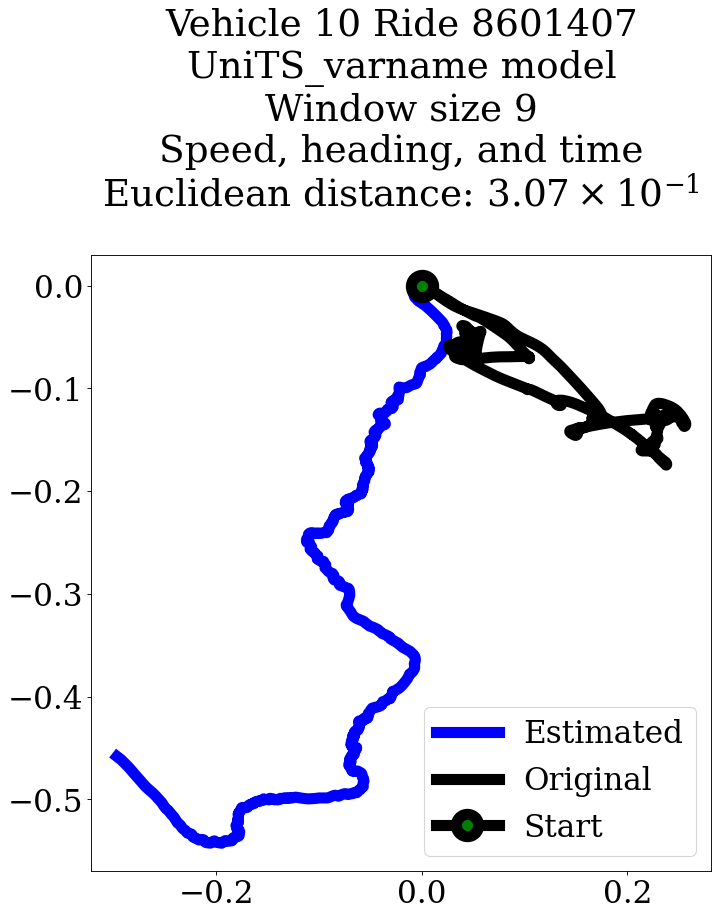 Vehicle 10 Ride 8601407
UniTS_varname model
Window size 9
Speed, heading, and time
Euclidean distance: 3.07 × 10⁻¹
0.0
−0.1
−0.2
−0.3
−0.4
−0.5
−0.2
0.0
0.2
Estimated
Original
Start